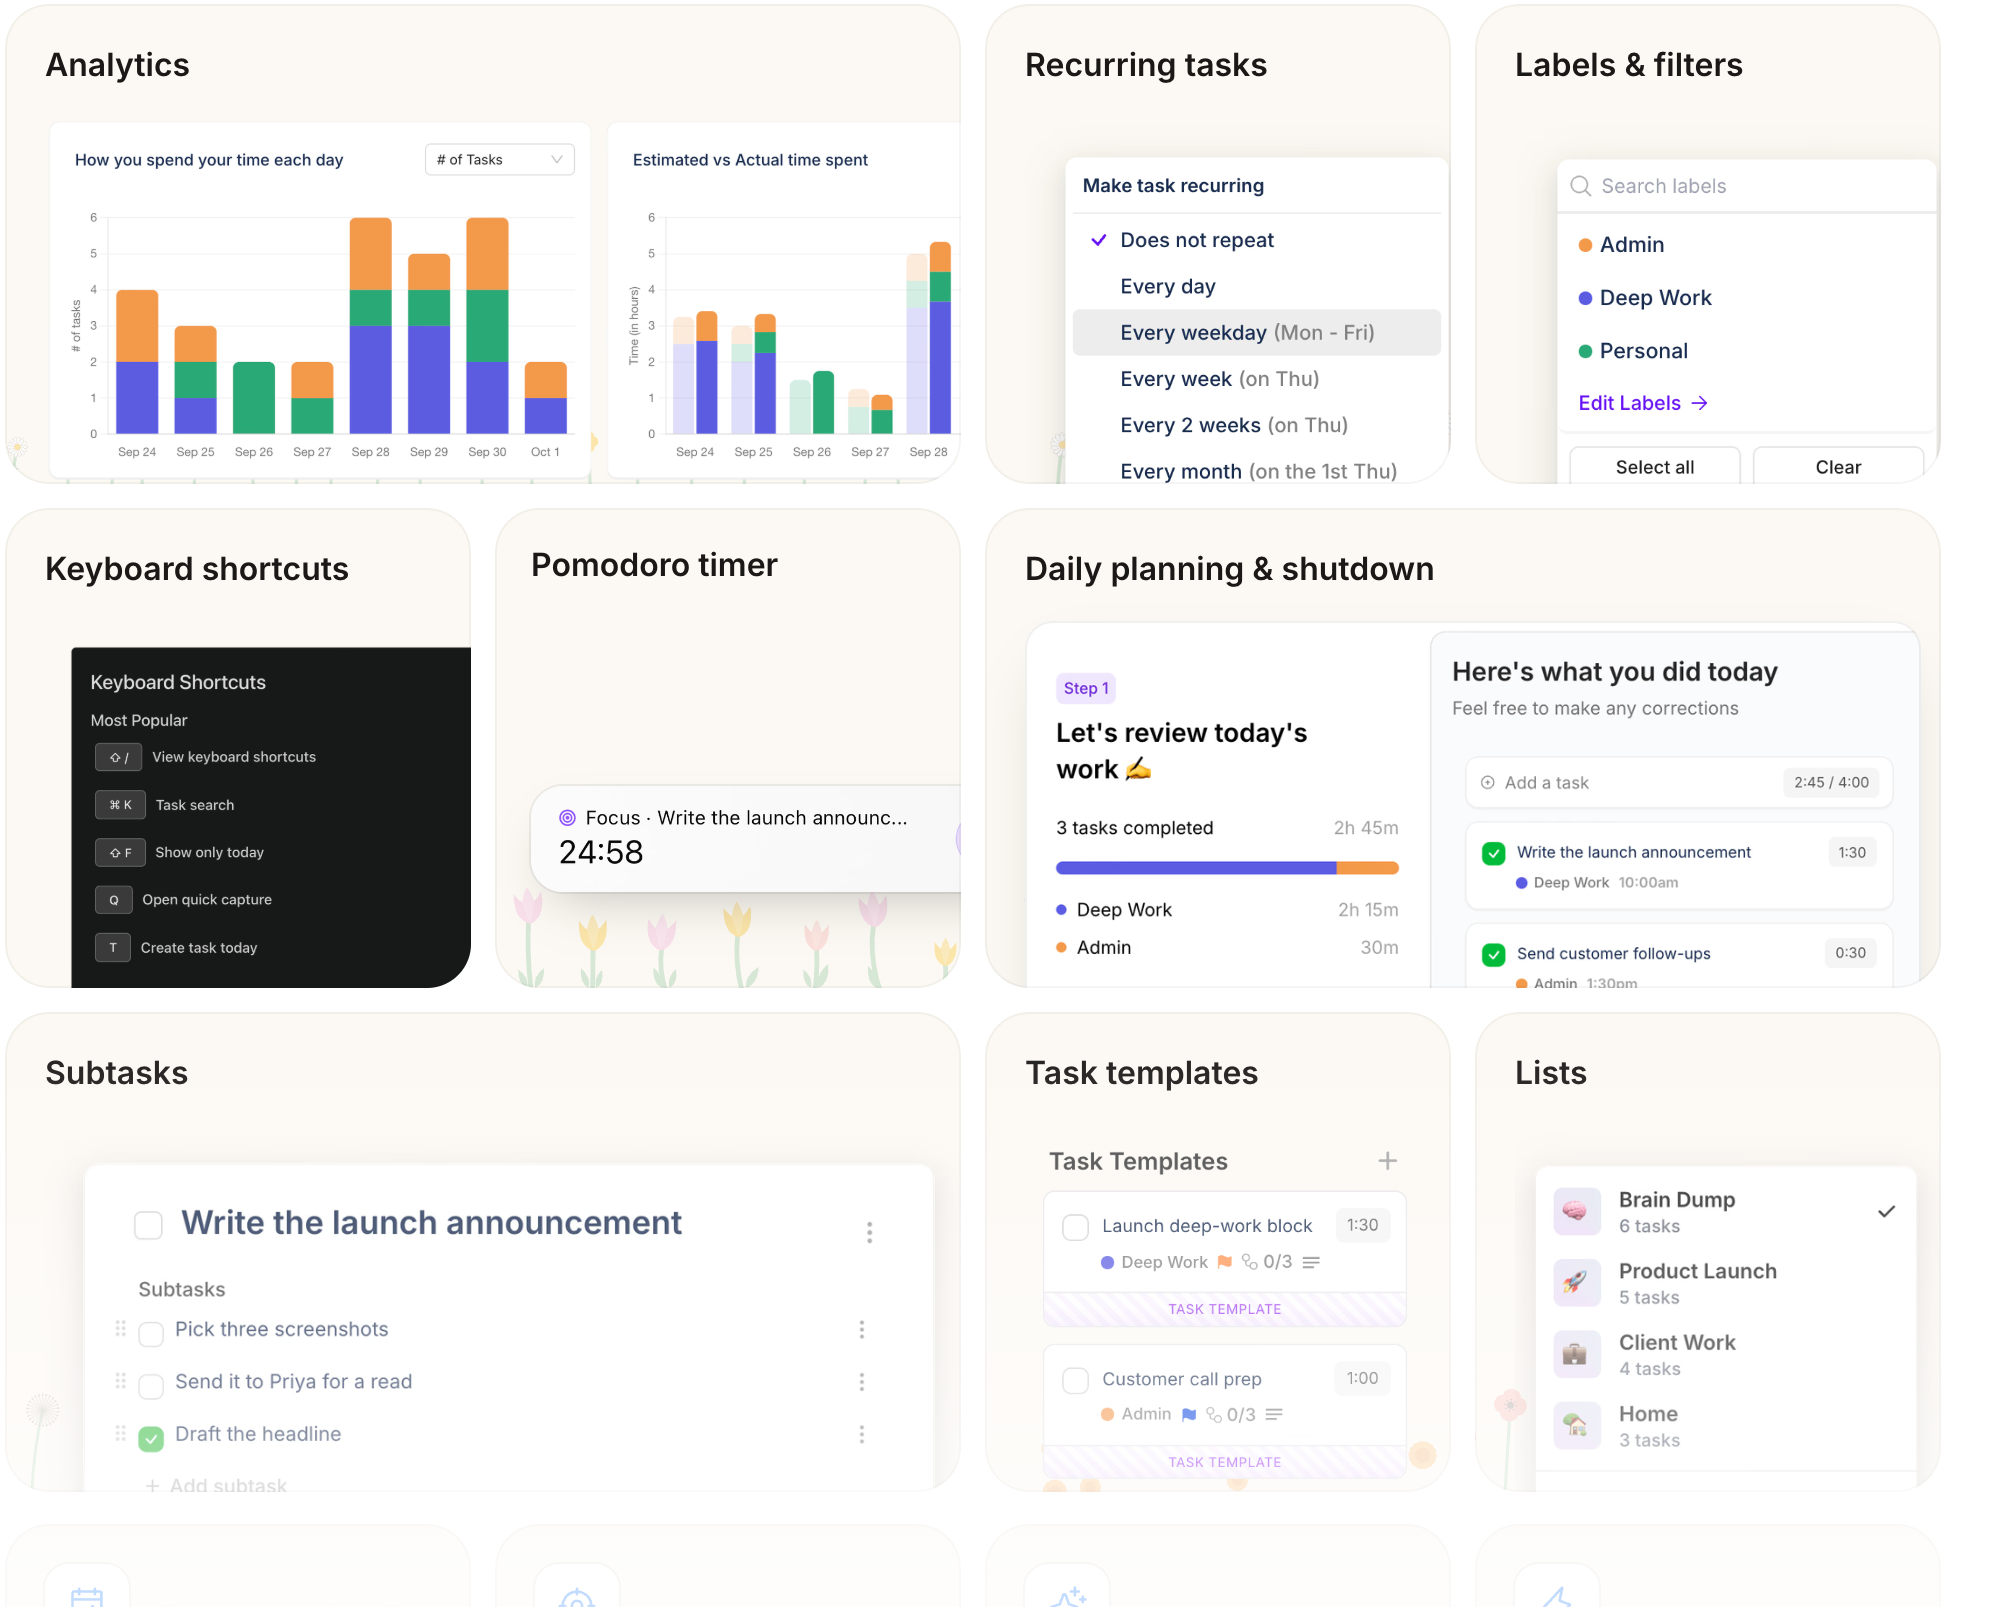 Analytics
How you spend your time each day
# of Tasks
# of tasks
6
5
4
3
2
1
0
Sep 24 Sep 25 Sep 26 Sep 27 Sep 28 Sep 29 Sep 30 Oct 1
Estimated vs Actual time spent
Time (in hours)
6
5
4
3
2
1
0
Sep 24 Sep 25 Sep 26 Sep 27 Sep 28
Recurring tasks
Make task recurring
Does not repeat
Every day
Every weekday (Mon - Fri)
Every week (on Thu)
Every 2 weeks (on Thu)
Every month (on the 1st Thu)
Labels & filters
Search labels
Admin
Deep Work
Personal
Edit Labels →
Select all Clear
Keyboard shortcuts
Keyboard Shortcuts
Most Popular
⇧ / View keyboard shortcuts
⌘ K Task search
⇧ F Show only today
Q Open quick capture
T Create task today
Pomodoro timer
Focus · Write the launch announc...
24:58
Daily planning & shutdown
Step 1
Let's review today's
work ✍️
3 tasks completed 2h 45m
Deep Work 2h 15m
Admin 30m
Here's what you did today
Feel free to make any corrections
Add a task 2:45 / 4:00
Write the launch announcement 1:30
Deep Work 10:00am
Send customer follow-ups 0:30
Admin 1:30pm
Subtasks
Write the launch announcement
Subtasks
Pick three screenshots
Send it to Priya for a read
Draft the headline
+ Add subtask
Task templates
Task Templates +
Launch deep-work block 1:30
Deep Work 0/3
TASK TEMPLATE
Customer call prep 1:00
Admin 0/3
TASK TEMPLATE
Lists
Brain Dump
6 tasks
Product Launch
5 tasks
Client Work
4 tasks
Home
3 tasks